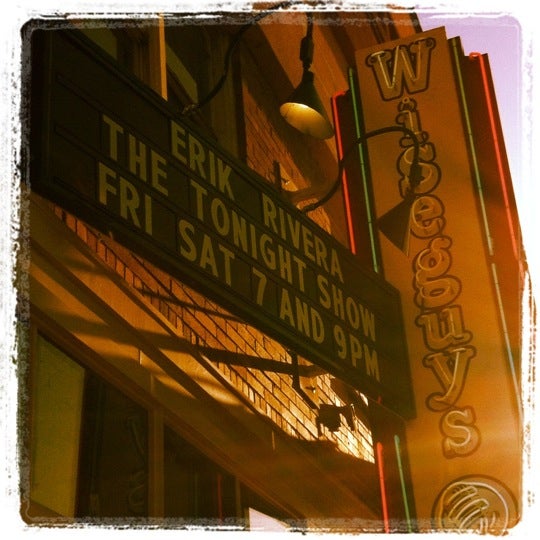 ERIK RIVERA
THE TONIGHT SHOW
FRI SAT 7 AND 9PM
Wiseguys